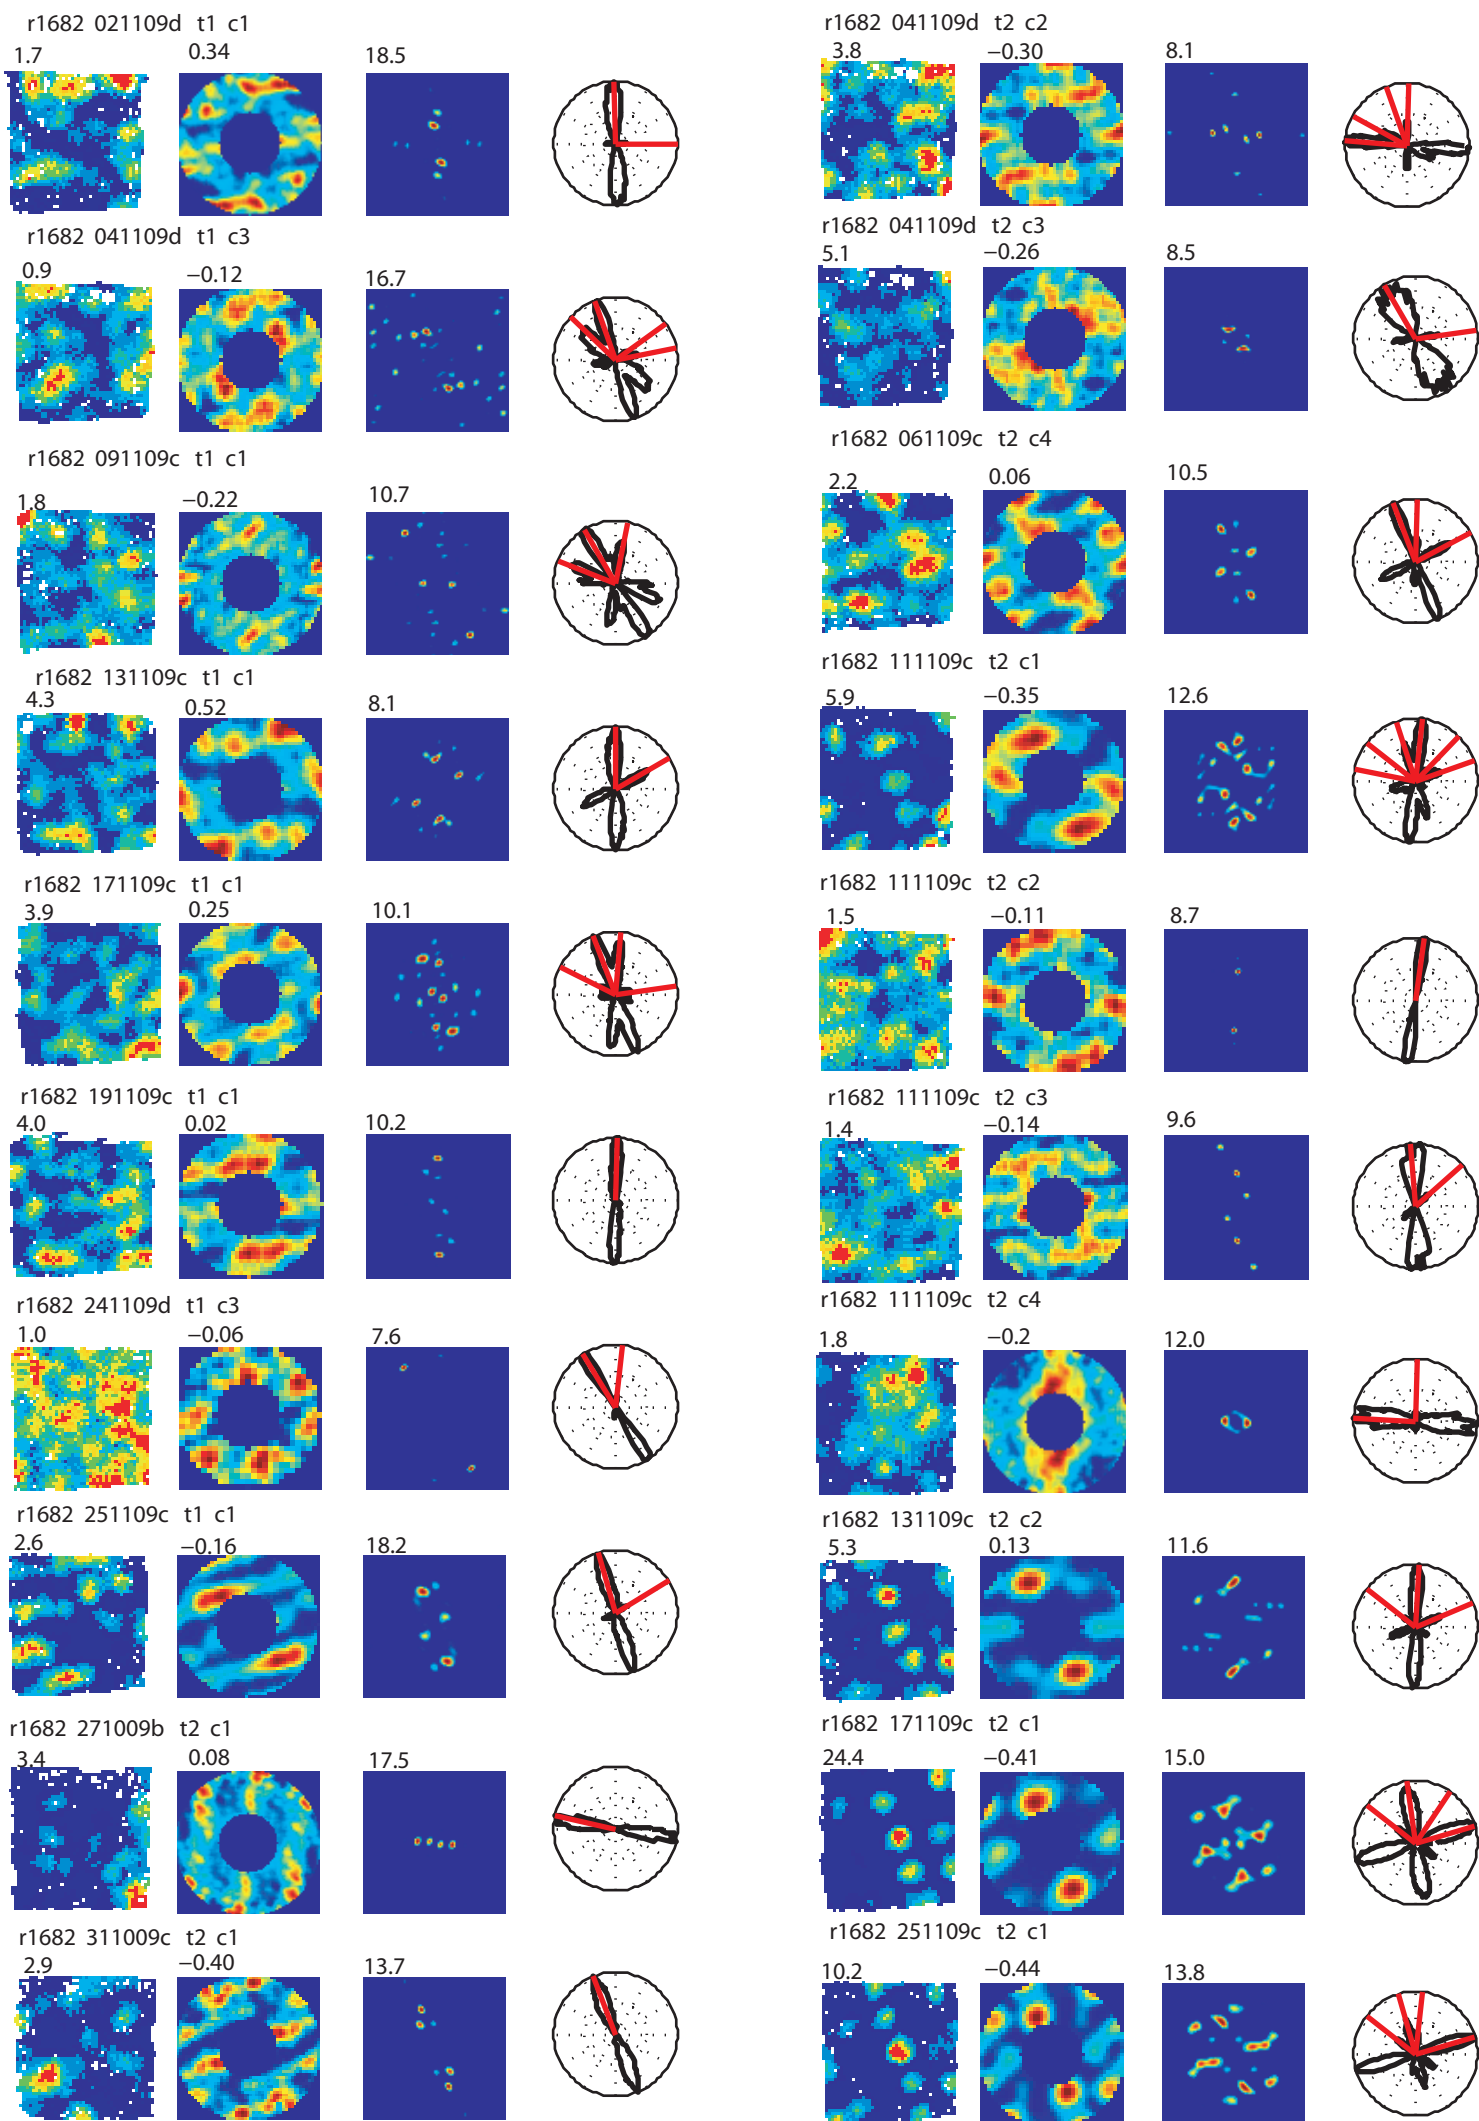 r1682 021109d t1 c1
1.7 0.34 18.5
r1682 041109d t1 c3
0.9 −0.12 16.7
r1682 091109c t1 c1
1.8 −0.22 10.7
r1682 131109c t1 c1
4.3 0.52 8.1
r1682 171109c t1 c1
3.9 0.25 10.1
r1682 191109c t1 c1
4.0 0.02 10.2
r1682 241109d t1 c3
1.0 −0.06 7.6
r1682 251109c t1 c1
2.6 −0.16 18.2
r1682 271009b t2 c1
3.4 0.08 17.5
r1682 311009c t2 c1
2.9 −0.40 13.7
r1682 041109d t2 c2
3.8 −0.30 8.1
r1682 041109d t2 c3
5.1 −0.26 8.5
r1682 061109c t2 c4
2.2 0.06 10.5
r1682 111109c t2 c1
5.9 −0.35 12.6
r1682 111109c t2 c2
1.5 −0.11 8.7
r1682 111109c t2 c3
1.4 −0.14 9.6
r1682 111109c t2 c4
1.8 −0.2 12.0
r1682 131109c t2 c2
5.3 0.13 11.6
r1682 171109c t2 c1
24.4 −0.41 15.0
r1682 251109c t2 c1
10.2 −0.44 13.8